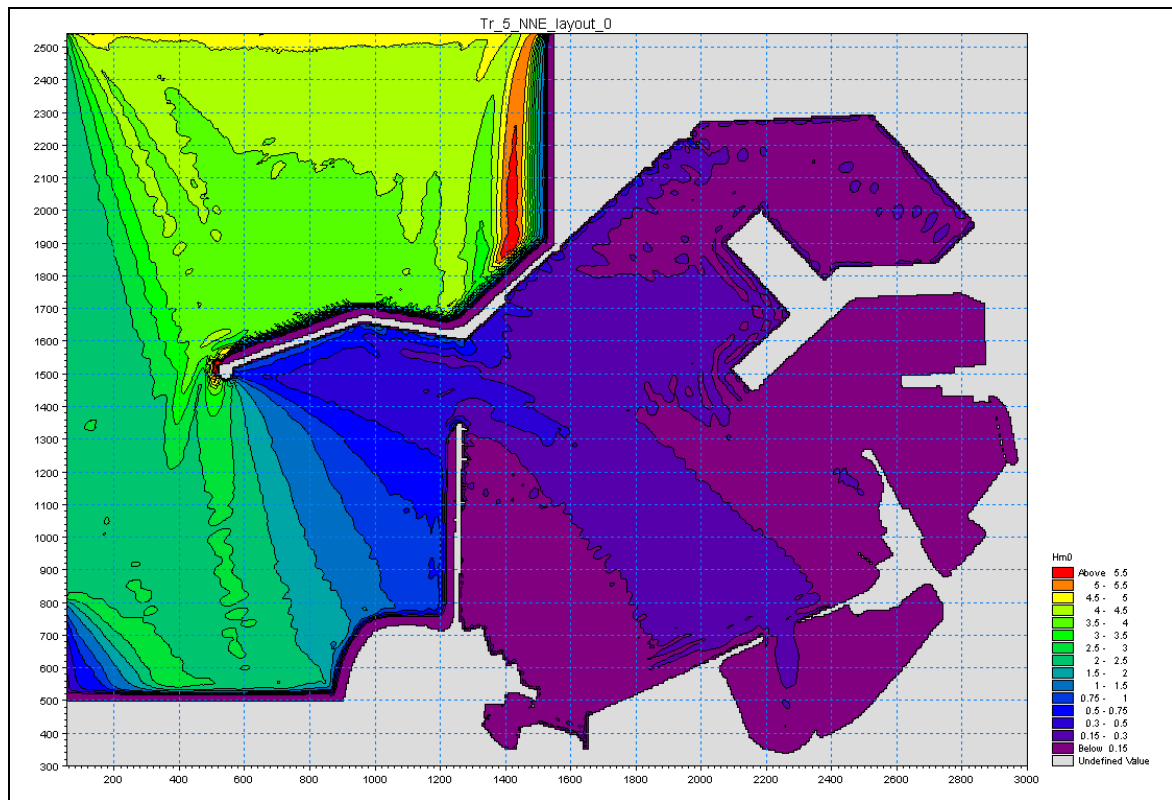 Tr_5_NNE_layout_0
2500
2400
2300
2200
2100
2000
1900
1800
1700
1600
1500
1400
1300
1200
1100
1000
900
800
700
600
500
400
300
200 400 600 800 1000 1200 1400 1600 1800 2000 2200 2400 2600 2800 3000
Hm0
Above 5.5
5 - 5.5
4.5 - 5
4 - 4.5
3.5 - 4
3 - 3.5
2.5 - 3
2 - 2.5
1.5 - 2
1 - 1.5
0.75 - 1
0.5 - 0.75
0.3 - 0.5
0.15 - 0.3
Below 0.15
Undefined Value